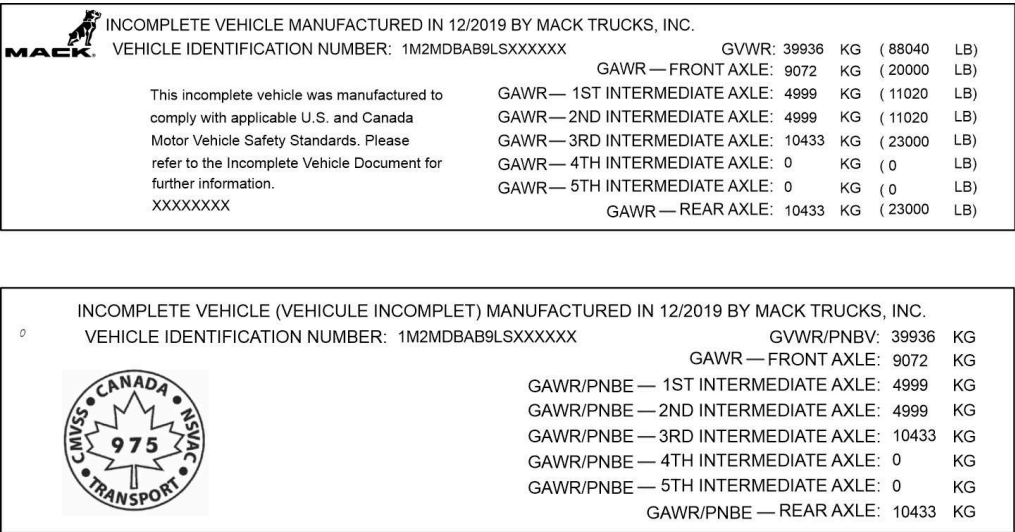 INCOMPLETE VEHICLE MANUFACTURED IN 12/2019 BY MACK TRUCKS, INC.
MACK. VEHICLE IDENTIFICATION NUMBER: 1M2MDBAB9LSXXXXXX GVWR: 39936 KG ( 88040 LB)
GAWR — FRONT AXLE: 9072 KG ( 20000 LB)
This incomplete vehicle was manufactured to GAWR — 1ST INTERMEDIATE AXLE: 4999 KG ( 11020 LB)
comply with applicable U.S. and Canada GAWR — 2ND INTERMEDIATE AXLE: 4999 KG ( 11020 LB)
Motor Vehicle Safety Standards. Please GAWR — 3RD INTERMEDIATE AXLE: 10433 KG ( 23000 LB)
refer to the Incomplete Vehicle Document for GAWR — 4TH INTERMEDIATE AXLE: 0 KG ( 0 LB)
further information. GAWR — 5TH INTERMEDIATE AXLE: 0 KG ( 0 LB)
XXXXXXXX GAWR — REAR AXLE: 10433 KG ( 23000 LB)
INCOMPLETE VEHICLE (VEHICULE INCOMPLET) MANUFACTURED IN 12/2019 BY MACK TRUCKS, INC.
0 VEHICLE IDENTIFICATION NUMBER: 1M2MDBAB9LSXXXXXX GVWR/PNBV: 39936 KG
GAWR — FRONT AXLE: 9072 KG
GAWR/PNBE — 1ST INTERMEDIATE AXLE: 4999 KG
GAWR/PNBE — 2ND INTERMEDIATE AXLE: 4999 KG
GAWR/PNBE — 3RD INTERMEDIATE AXLE: 10433 KG
GAWR/PNBE — 4TH INTERMEDIATE AXLE: 0 KG
GAWR/PNBE — 5TH INTERMEDIATE AXLE: 0 KG
GAWR/PNBE — REAR AXLE: 10433 KG
CMVSS • CANADA • NSVAC • TRANSPORT •
975